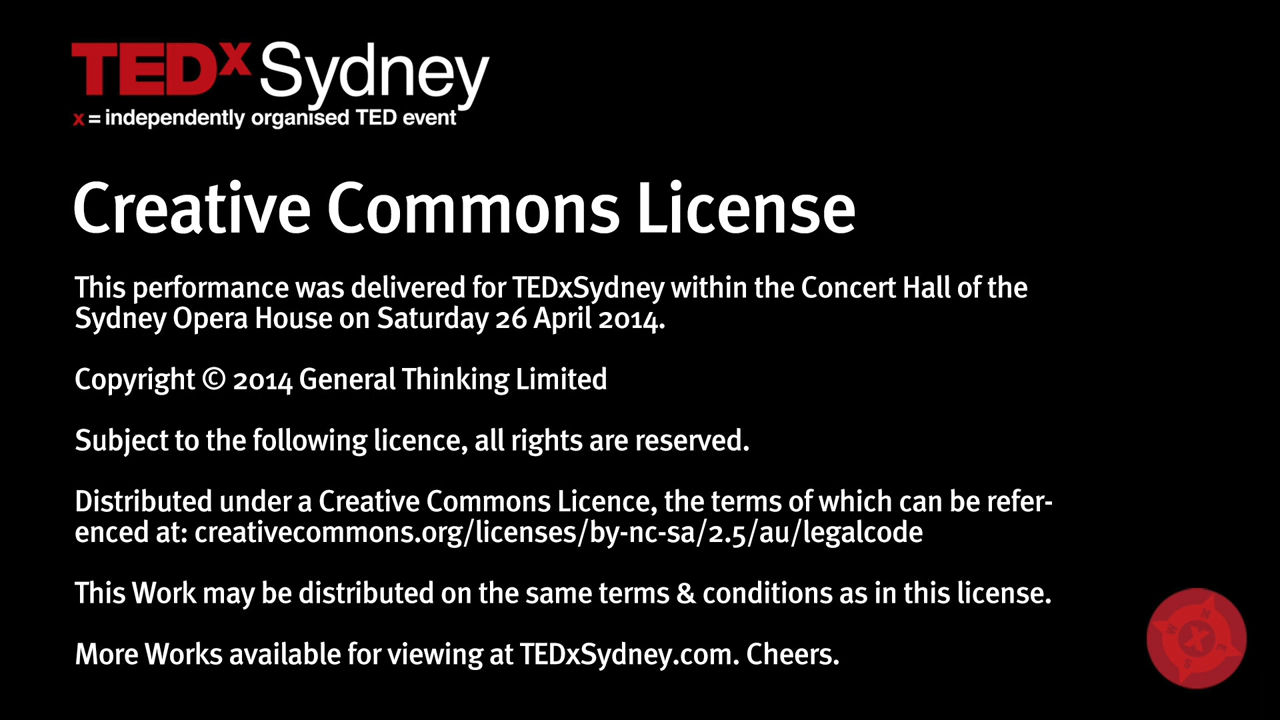 TEDx Sydney
x = independently organised TED event
Creative Commons License
This performance was delivered for TEDxSydney within the Concert Hall of the
Sydney Opera House on Saturday 26 April 2014.
Copyright © 2014 General Thinking Limited
Subject to the following licence, all rights are reserved.
Distributed under a Creative Commons Licence, the terms of which can be refer-
enced at: creativecommons.org/licenses/by-nc-sa/2.5/au/legalcode
This Work may be distributed on the same terms & conditions as in this license.
More Works available for viewing at TEDxSydney.com. Cheers.